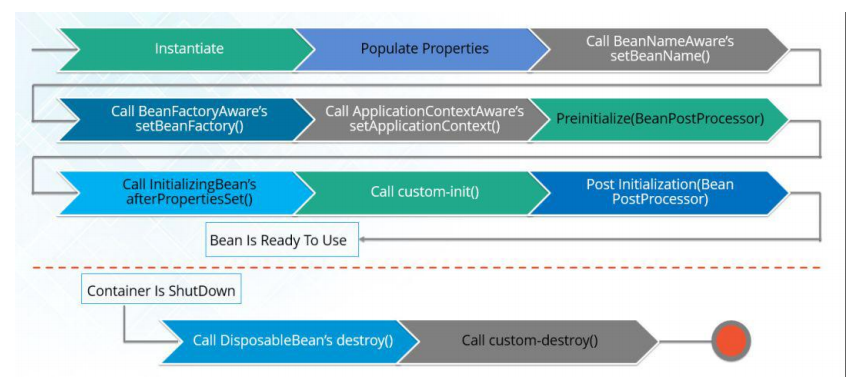 Instantiate
Populate Properties
Call BeanNameAware's
setBeanName()
Call BeanFactoryAware's
setBeanFactory()
Call ApplicationContextAware's
setApplicationContext()
Preinitialize(BeanPostProcessor)
Call InitializingBean's
afterPropertiesSet()
Call custom-init()
Post Initialization(Bean
PostProcessor)
Bean Is Ready To Use
Container Is ShutDown
Call DisposableBean's destroy()
Call custom-destroy()